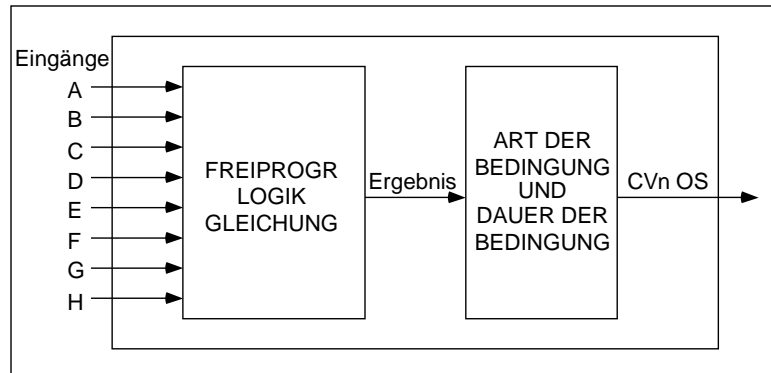 Eingänge
A
B
C
D
E
F
G
H
FREIPROGR
LOGIK
GLEICHUNG
Ergebnis
ART DER
BEDINGUNG
UND
DAUER DER
BEDINGUNG
CVn OS